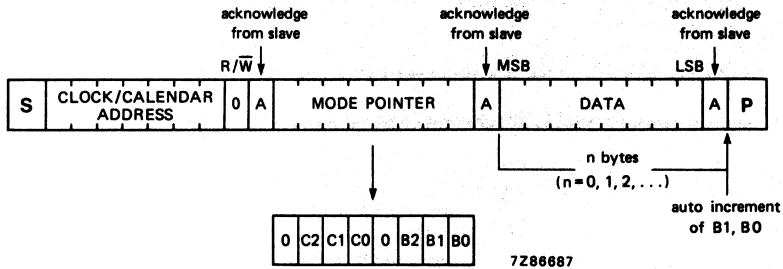 acknowledge from slave
acknowledge from slave
acknowledge from slave
R/W̅
MSB
LSB
S
CLOCK/CALENDAR ADDRESS
0
A
MODE POINTER
A
DATA
A
P
n bytes
(n=0, 1, 2, . . .)
auto increment
of B1, B0
0 C2 C1 C0 0 B2 B1 B0
7Z86687